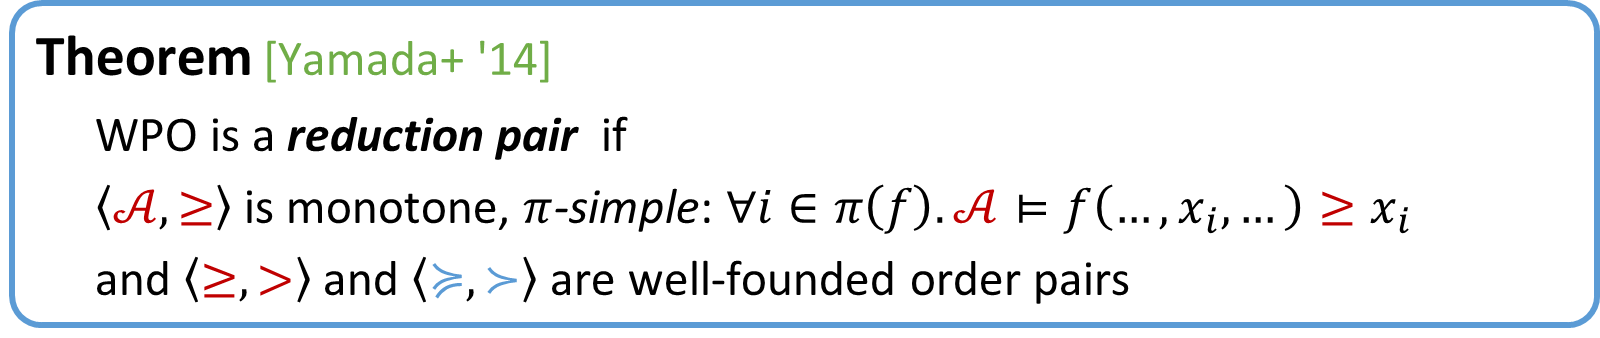 Theorem [Yamada+ '14]
WPO is a reduction pair if
⟨𝒜, ≥⟩ is monotone, π-simple: ∀i ∈ π(f). 𝒜 ⊨ f(…, xᵢ, …) ≥ xᵢ
and ⟨≥, >⟩ and ⟨≽, ≻⟩ are well-founded order pairs